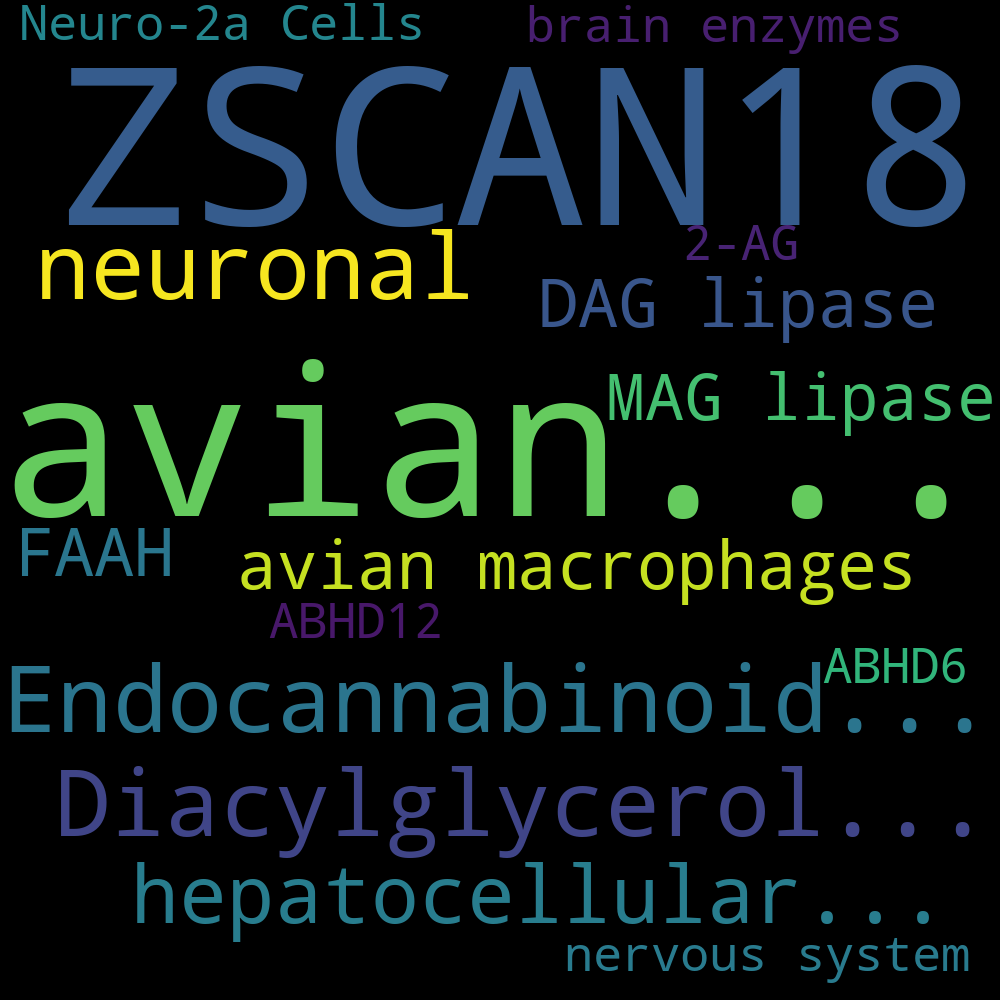 Neuro-2a Cells
brain enzymes
ZSCAN18
neuronal
2-AG
DAG lipase
avian...
MAG lipase
FAAH
avian macrophages
ABHD12
Endocannabinoid...
ABHD6
Diacylglycerol...
hepatocellular...
nervous system